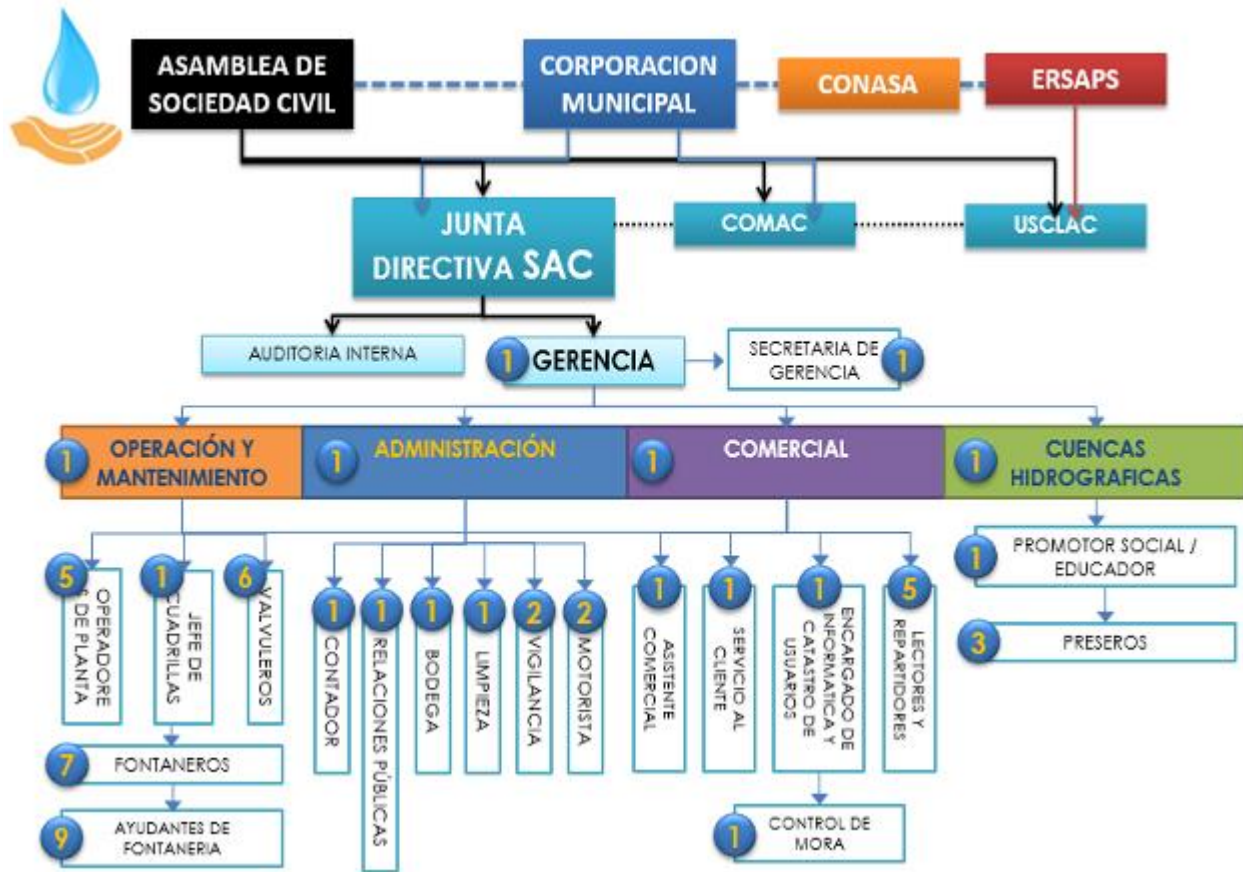 ASAMBLEA DE
SOCIEDAD CIVIL
CORPORACION
MUNICIPAL
CONASA
ERSAPS
JUNTA
DIRECTIVA SAC
COMAC
USCLAC
AUDITORIA INTERNA
1
GERENCIA
SECRETARIA DE
GERENCIA
1
1
OPERACIÓN Y
MANTENIMIENTO
1
ADMINISTRACIÓN
1
COMERCIAL
1
CUENCAS
HIDROGRAFICAS
5
OPERADORE
S DE PLANTA
1
JEFE DE
CUADRILLAS
6
VALVULEROS
7
FONTANEROS
9
AYUDANTES DE
FONTANERIA
1
CONTADOR
1
RELACIONES PÚBLICAS
1
BODEGA
1
LIMPIEZA
2
VIGILANCIA
2
MOTORISTA
1
ASISTENTE
COMERCIAL
1
SERVICIO AL
CLIENTE
1
ENCARGADO DE
INFORMATICA Y
CATASTRO DE
USUARIOS
5
LECTORES Y
REPARTIDORES
1
CONTROL DE
MORA
1
PROMOTOR SOCIAL /
EDUCADOR
3
PRESEROS